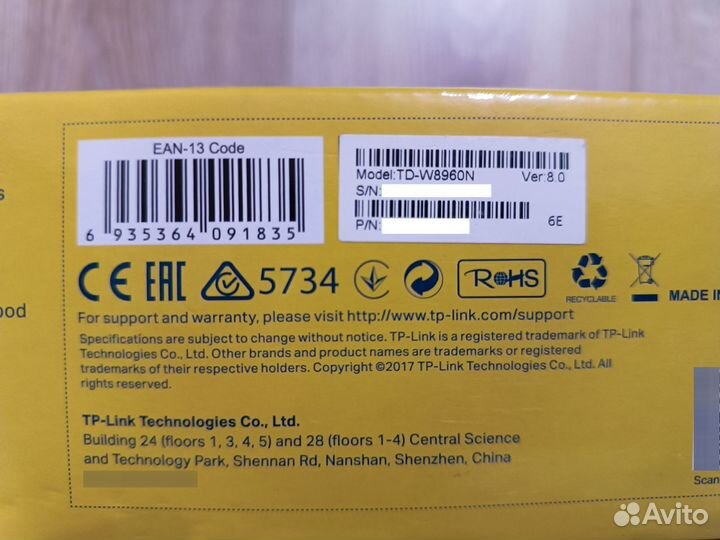 EAN-13 Code
6 935364 091835
Model:TD-W8960N Ver:8.0
S/N:
P/N: 6E
CE EAC 5734 RoHS
RECYCLABLE
MADE IN
For support and warranty, please visit http://www.tp-link.com/support
Specifications are subject to change without notice. TP-Link is a registered trademark of TP-Link
Technologies Co., Ltd. Other brands and product names are trademarks or registered
trademarks of their respective holders. Copyright ©2017 TP-Link Technologies Co., Ltd. All
rights reserved.
TP-Link Technologies Co., Ltd.
Building 24 (floors 1, 3, 4, 5) and 28 (floors 1-4) Central Science
and Technology Park, Shennan Rd, Nanshan, Shenzhen, China
Scan
Avito